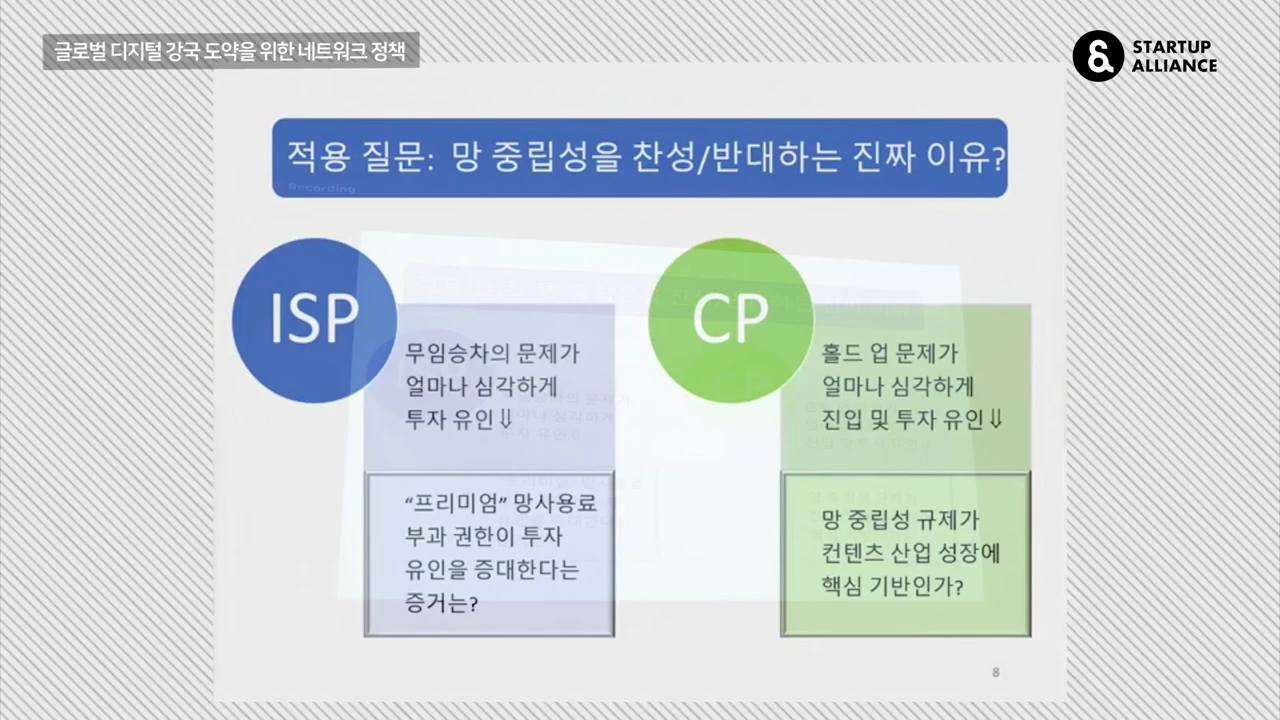 글로벌 디지털 강국 도약을 위한 네트워크 정책
STARTUP
ALLIANCE
적용 질문: 망 중립성을 찬성/반대하는 진짜 이유?
Recording
ISP
무임승차의 문제가
얼마나 심각하게
투자 유인⇓
“프리미엄” 망사용료
부과 권한이 투자
유인을 증대한다는
증거는?
CP
홀드 업 문제가
얼마나 심각하게
진입 및 투자 유인⇓
망 중립성 규제가
컨텐츠 산업 성장에
핵심 기반인가?
8